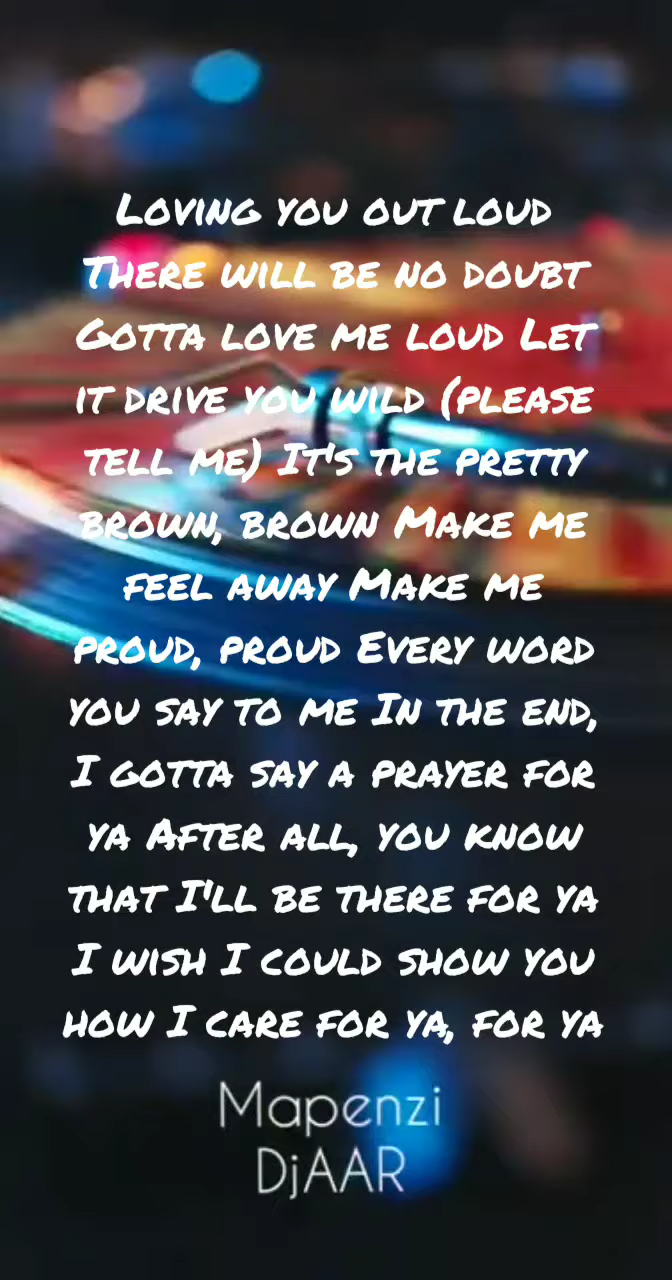 Loving you out loud
There will be no doubt
Gotta love me loud Let
it drive you wild (please
tell me) It's the pretty
brown, brown Make me
feel away Make me
proud, proud Every word
you say to me In the end,
I gotta say a prayer for
ya After all, you know
that I'll be there for ya
I wish I could show you
how I care for ya, for ya
Mapenzi
DjAAR